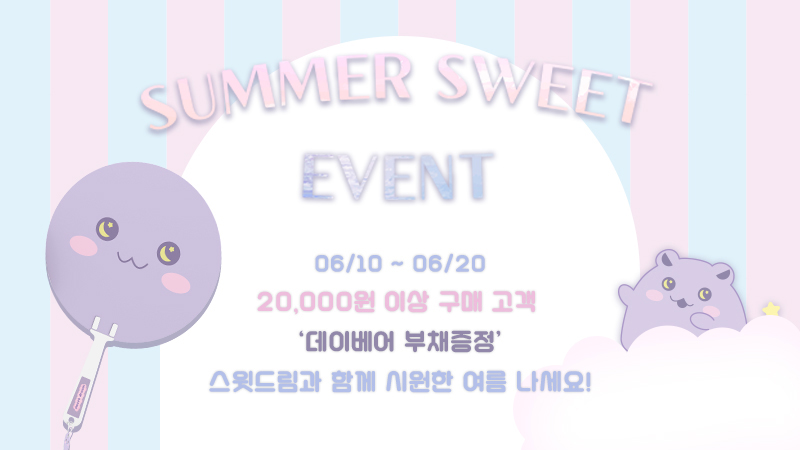 SUMMER SWEET
EVENT
06/10 ~ 06/20
20,000원 이상 구매 고객
‘데이베어 부채증정’
스윗드림과 함께 시원한 여름 나세요!